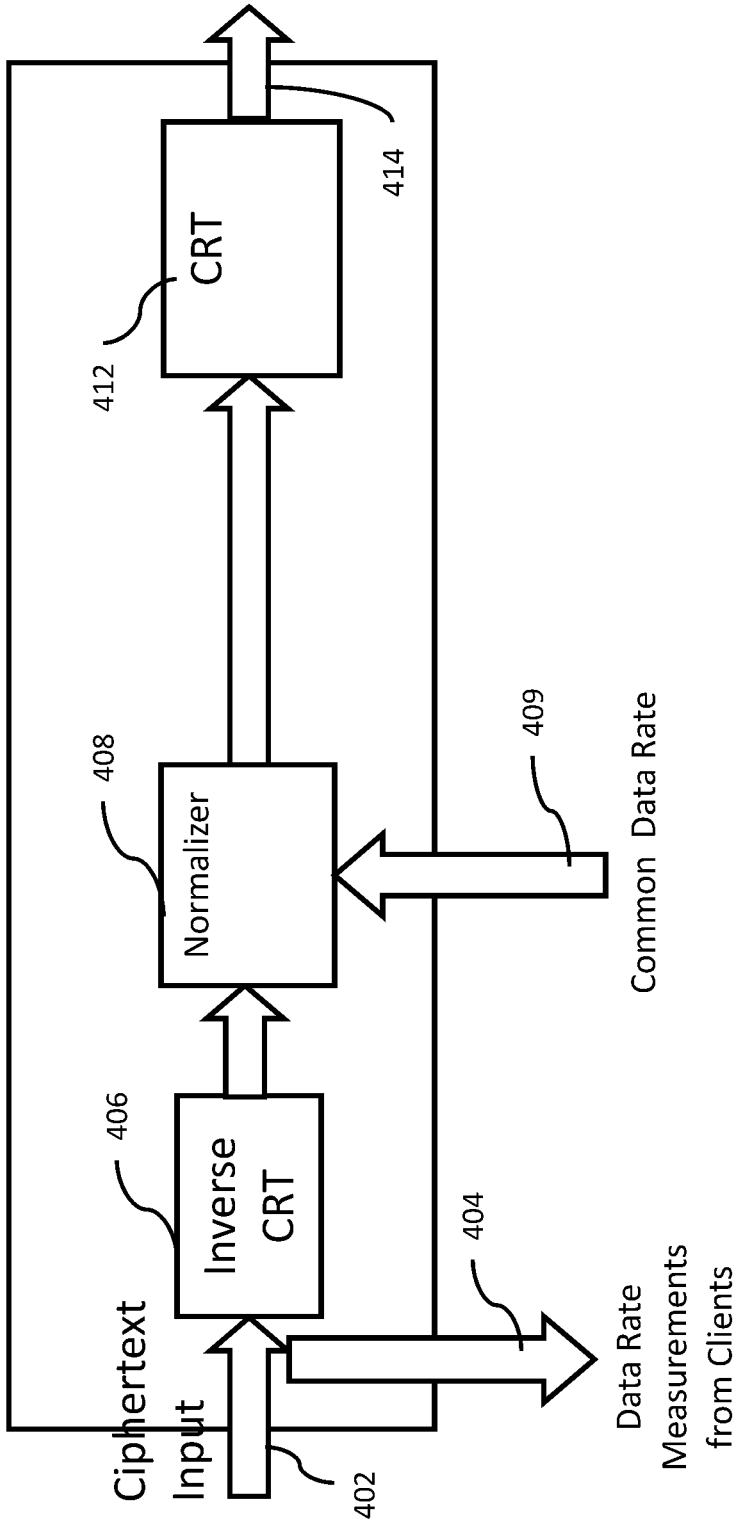 Ciphertext
Input
402
404
Data Rate
Measurements
from Clients
Inverse
CRT
406
Normalizer
408
409
Common Data Rate
CRT
412
414